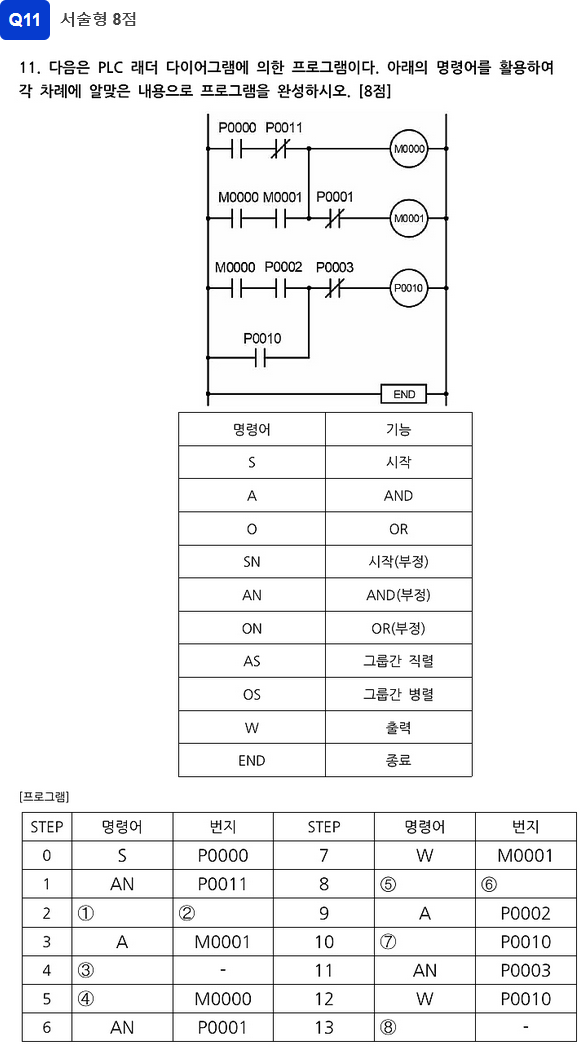 Q11 서술형 8점
11. 다음은 PLC 래더 다이어그램에 의한 프로그램이다. 아래의 명령어를 활용하여
각 차례에 알맞은 내용으로 프로그램을 완성하시오. [8점]
P0000 P0011
M0000
M0000 M0001 P0001
M0001
M0000 P0002 P0003
P0010
P0010
END
명령어 기능
S 시작
A AND
O OR
SN 시작(부정)
AN AND(부정)
ON OR(부정)
AS 그룹간 직렬
OS 그룹간 병렬
W 출력
END 종료
[프로그램]
STEP 명령어 번지 STEP 명령어 번지
0 S P0000 7 W M0001
1 AN P0011 8 ⑤ ⑥
2 ① ② 9 A P0002
3 A M0001 10 ⑦ P0010
4 ③ - 11 AN P0003
5 ④ M0000 12 W P0010
6 AN P0001 13 ⑧ -